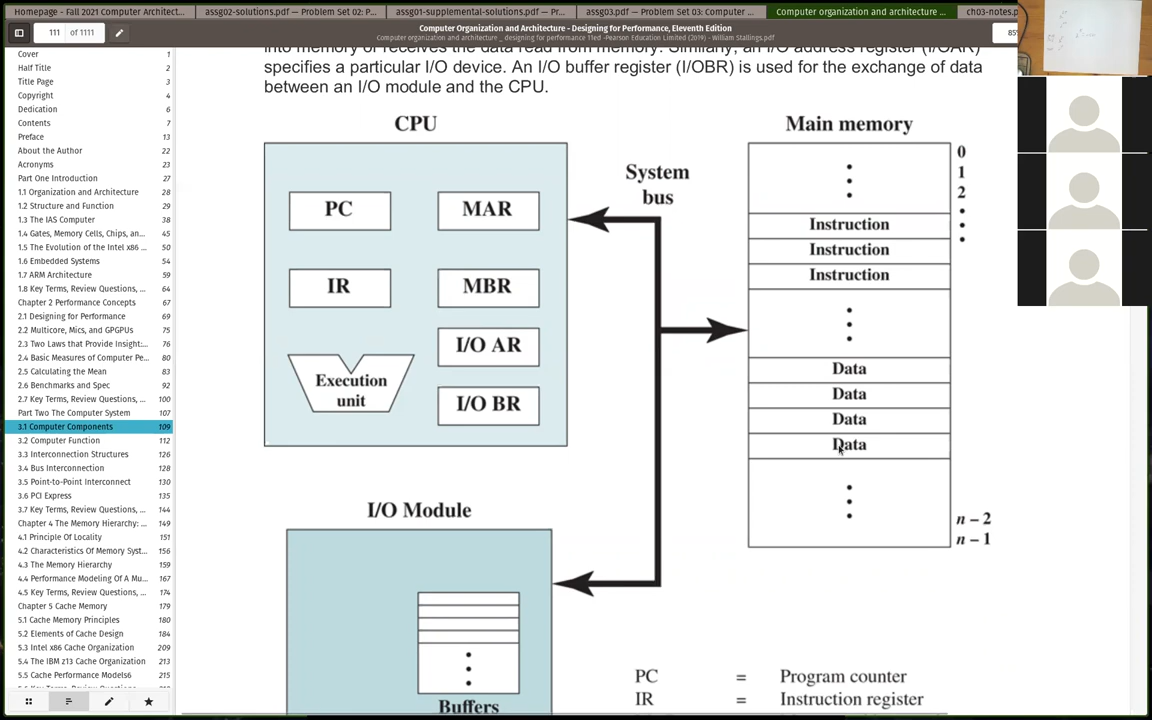 Homepage - Fall 2021 Computer Architect...
assg02-solutions.pdf — Problem Set 02: P...
assg01-supplemental-solutions.pdf — Pr...
assg03.pdf — Problem Set 03: Computer ...
Computer organization and architecture ...
ch03-notes.p
111 of 1111
Computer Organization and Architecture - Designing for Performance, Eleventh Edition
Computer organization and architecture _ designing for performance 11ed -Pearson Education Limited (2019) - William Stallings.pdf
85
Cover 1
Half Title 2
Title Page 3
Copyright 4
Dedication 6
Contents 7
Preface 13
About the Author 22
Acronyms 23
Part One Introduction 27
1.1 Organization and Architecture 28
1.2 Structure and Function 29
1.3 The IAS Computer 38
1.4 Gates, Memory Cells, Chips, an... 45
1.5 The Evolution of the Intel x86 ... 50
1.6 Embedded Systems 54
1.7 ARM Architecture 59
1.8 Key Terms, Review Questions, ... 64
Chapter 2 Performance Concepts 67
2.1 Designing for Performance 69
2.2 Multicore, Mics, and GPGPUs 75
2.3 Two Laws that Provide Insight:... 76
2.4 Basic Measures of Computer Pe... 80
2.5 Calculating the Mean 83
2.6 Benchmarks and Spec 92
2.7 Key Terms, Review Questions, ... 100
Part Two The Computer System 107
3.1 Computer Components 109
3.2 Computer Function 112
3.3 Interconnection Structures 126
3.4 Bus Interconnection 128
3.5 Point-to-Point Interconnect 130
3.6 PCI Express 135
3.7 Key Terms, Review Questions, ... 144
Chapter 4 The Memory Hierarchy: ... 149
4.1 Principle Of Locality 151
4.2 Characteristics Of Memory Syst... 156
4.3 The Memory Hierarchy 159
4.4 Performance Modeling Of A Mu... 167
4.5 Key Terms, Review Questions, ... 174
Chapter 5 Cache Memory 179
5.1 Cache Memory Principles 180
5.2 Elements of Cache Design 184
5.3 Intel x86 Cache Organization 209
5.4 The IBM z13 Cache Organization 213
5.5 Cache Performance Models6 215
into memory or receives the data read from memory. Similarly, an I/O address register (I/OAR)
specifies a particular I/O device. An I/O buffer register (I/OBR) is used for the exchange of data
between an I/O module and the CPU.
CPU
PC
MAR
IR
MBR
I/O AR
Execution
unit
I/O BR
System
bus
Main memory
0
1
2
Instruction
Instruction
Instruction
Data
Data
Data
Data
n – 2
n – 1
I/O Module
Buffers
PC = Program counter
IR = Instruction register